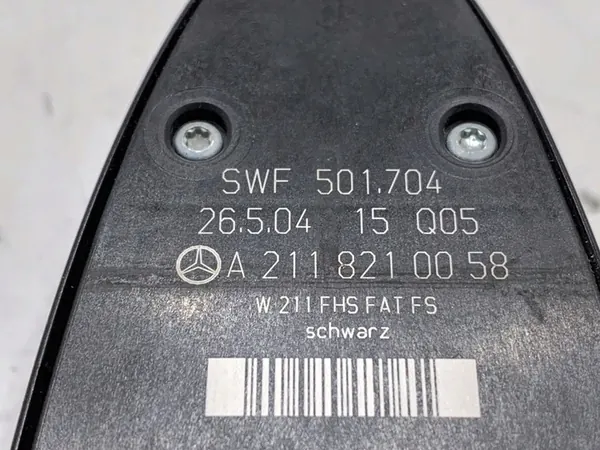 SWF 501.704
26.5.04 15 Q05
A 211 821 00 58
W 211 FHS FAT FS
schwarz